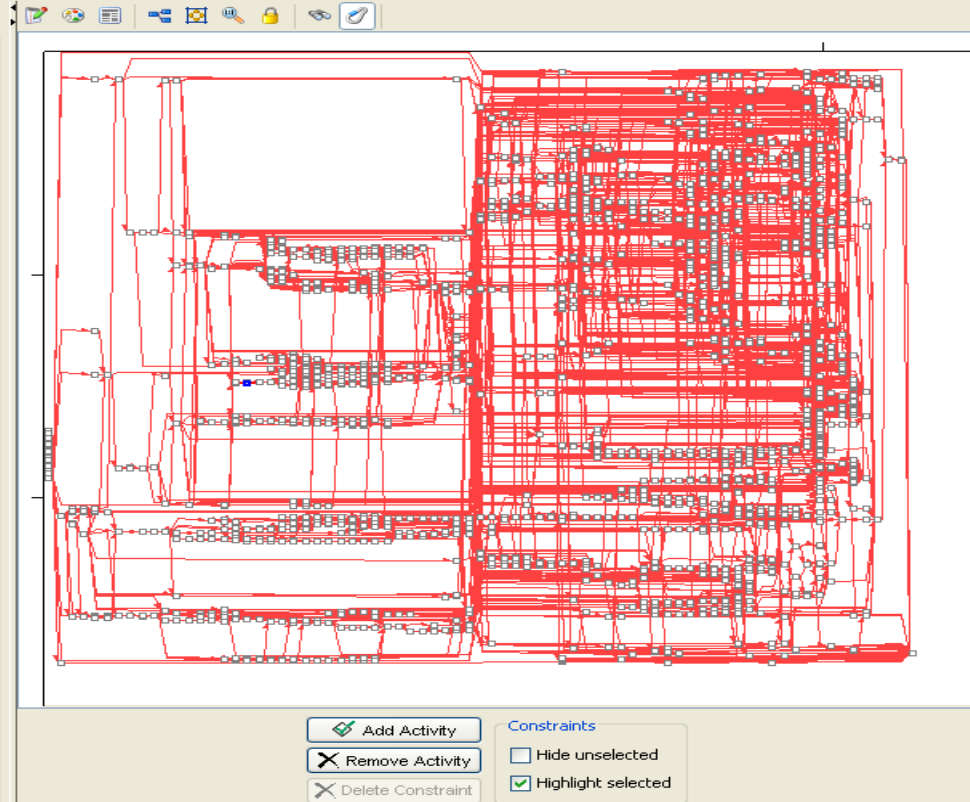 Add Activity
Remove Activity
Delete Constraint
Constraints
Hide unselected
Highlight selected